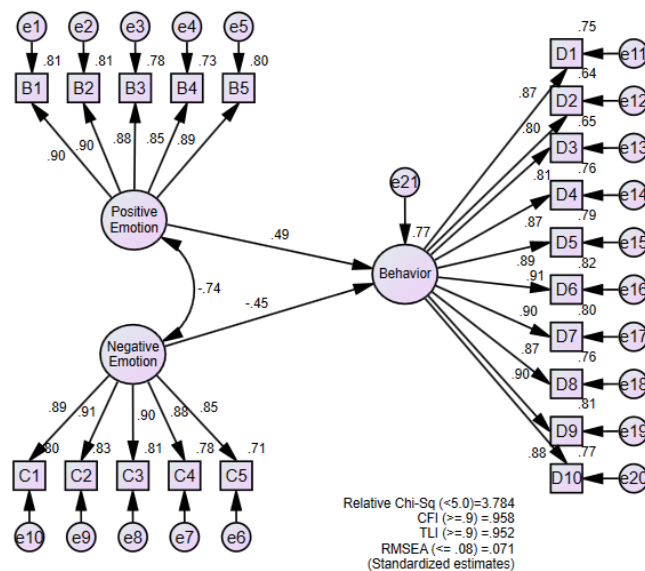 e1 e2 e3 e4 e5
.81 .81 .78 .73 .80
B1 B2 B3 B4 B5
.90 .90 .88 .85 .89
Positive
Emotion
-.74
Negative
Emotion
.89 .91 .90 .88 .85
.80 .83 .81 .78 .71
C1 C2 C3 C4 C5
e10 e9 e8 e7 e6
.49
-.45
e21
.77
Behavior
.87
.80
.81
.87
.89
.91
.90
.87
.90
.88
.75
D1 e11
.64
D2 e12
.65
D3 e13
.76
D4 e14
.79
D5 e15
.82
D6 e16
.80
D7 e17
.76
D8 e18
.81
D9 e19
.77
D10 e20
Relative Chi-Sq (<5.0)=3.784
CFI (>=.9) =.958
TLI (>=.9) =.952
RMSEA (<= .08) =.071
(Standardized estimates)